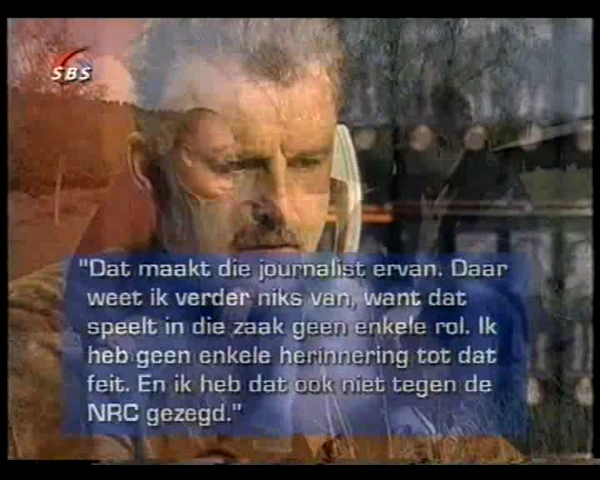 SBS
"Dat maakt die journalist ervan. Daar
weet ik verder niks van, want dat
speelt in die zaak geen enkele rol. Ik
heb geen enkele herinnering tot dat
feit. En ik heb dat ook niet tegen de
NRC gezegd."